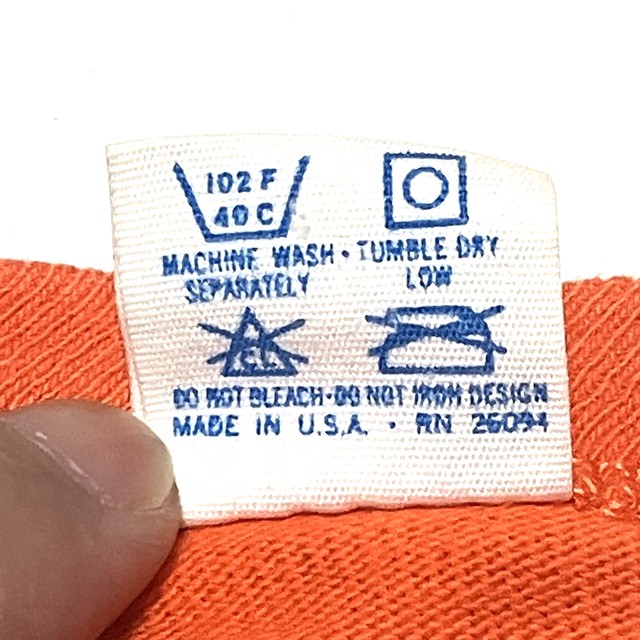 102 F
40 C
MACHINE WASH · TUMBLE DRY
SEPARATELY LOW
CL
DO NOT BLEACH·DO NOT IRON DESIGN
MADE IN U.S.A. · RN 26094